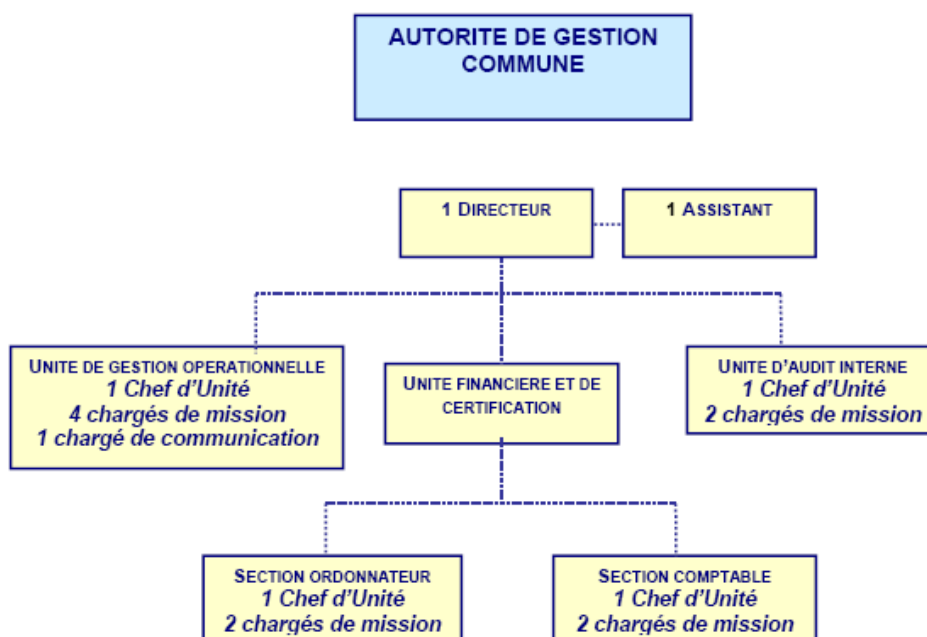 AUTORITE DE GESTION
COMMUNE
1 DIRECTEUR
1 ASSISTANT
UNITE DE GESTION OPERATIONNELLE
1 Chef d'Unité
4 chargés de mission
1 chargé de communication
UNITE FINANCIERE ET DE
CERTIFICATION
UNITE D'AUDIT INTERNE
1 Chef d'Unité
2 chargés de mission
SECTION ORDONNATEUR
1 Chef d'Unité
2 chargés de mission
SECTION COMPTABLE
1 Chef d'Unité
2 chargés de mission